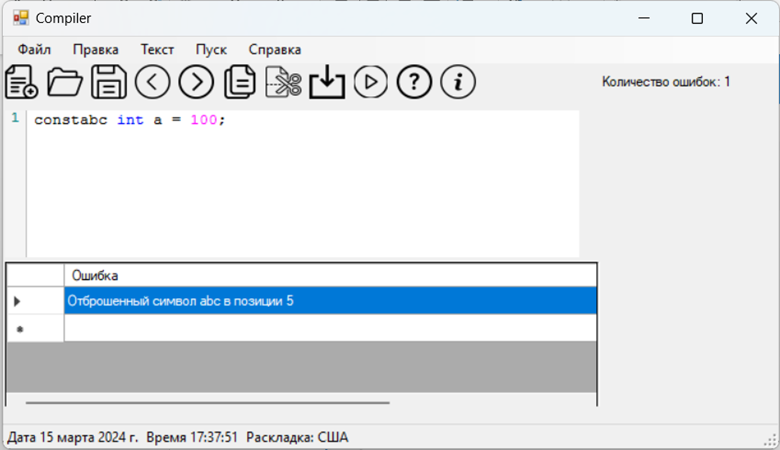 Compiler
Файл Правка Текст Пуск Справка
Количество ошибок: 1
1 constabc int a = 100;
Ошибка
Отброшенный символ abc в позиции 5
Дата 15 марта 2024 г. Время 17:37:51 Раскладка: США